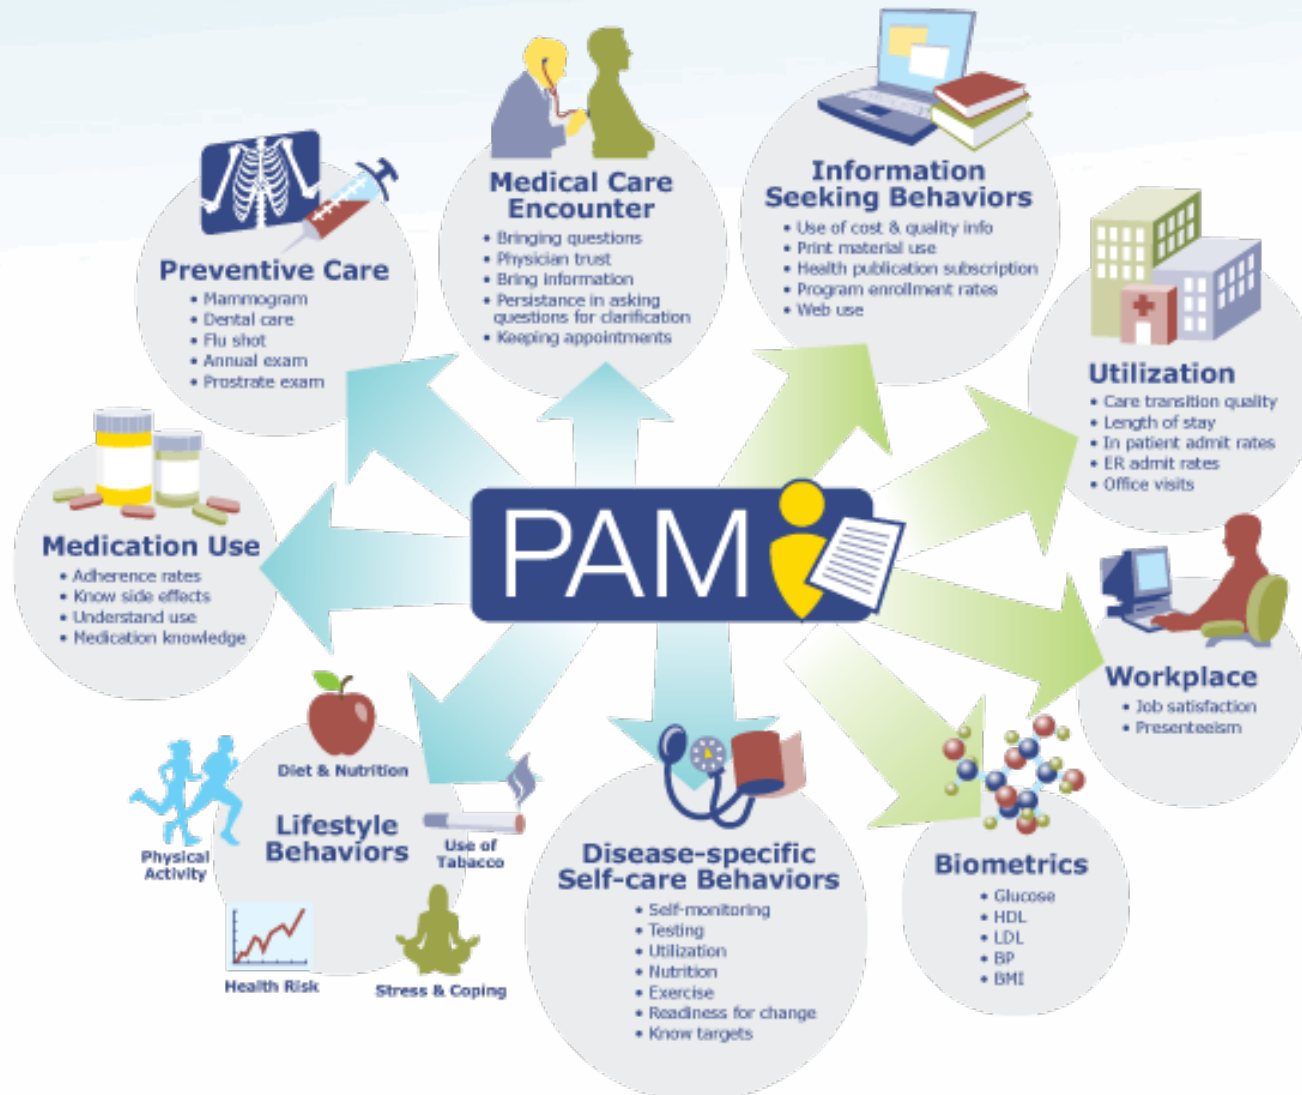 Medical Care
Encounter
• Bringing questions
• Physician trust
• Bring information
• Persistance in asking
questions for clarification
• Keeping appointments
Information
Seeking Behaviors
• Use of cost & quality info
• Print material use
• Health publication subscription
• Program enrollment rates
• Web use
Preventive Care
• Mammogram
• Dental care
• Flu shot
• Annual exam
• Prostrate exam
Utilization
• Care transition quality
• Length of stay
• In patient admit rates
• ER admit rates
• Office visits
PAM
Medication Use
• Adherence rates
• Know side effects
• Understand use
• Medication knowledge
Workplace
• Job satisfaction
• Presenteeism
Diet & Nutrition
Lifestyle
Behaviors
Physical
Activity
Use of
Tabacco
Health Risk
Stress & Coping
Disease-specific
Self-care Behaviors
• Self-monitoring
• Testing
• Utilization
• Nutrition
• Exercise
• Readiness for change
• Know targets
Biometrics
• Glucose
• HDL
• LDL
• BP
• BMI